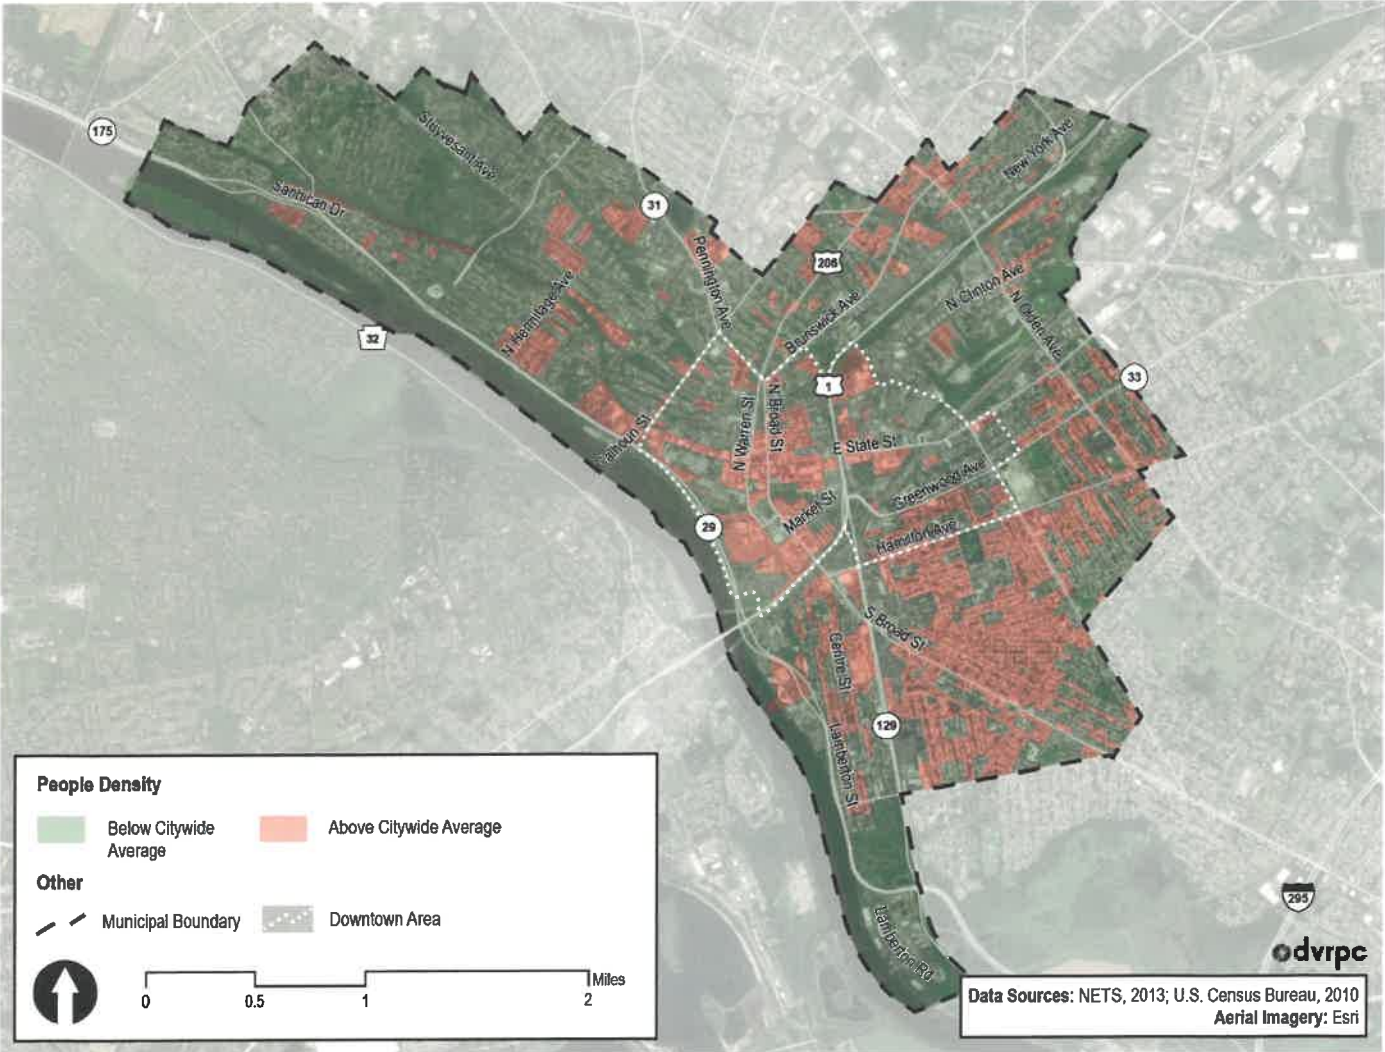 175
Stuyvesant Ave
Sanhican Dr
31
New York Ave
Pennington Ave
206
32
N Hermitage Ave
Brunswick Ave
N Clinton Ave
N Olden Ave
33
1
N Warren St
N Broad St
Calhoun St
E State St
Greenwood Ave
Market St
29
Hamilton Ave
S Broad St
Centre St
129
Lamberton St
Lamberton Rd
295
People Density
Below Citywide
Average
Above Citywide Average
Other
Municipal Boundary
Downtown Area
Miles
0
0.5
1
2
dvrpc
Data Sources: NETS, 2013; U.S. Census Bureau, 2010
Aerial Imagery: Esri